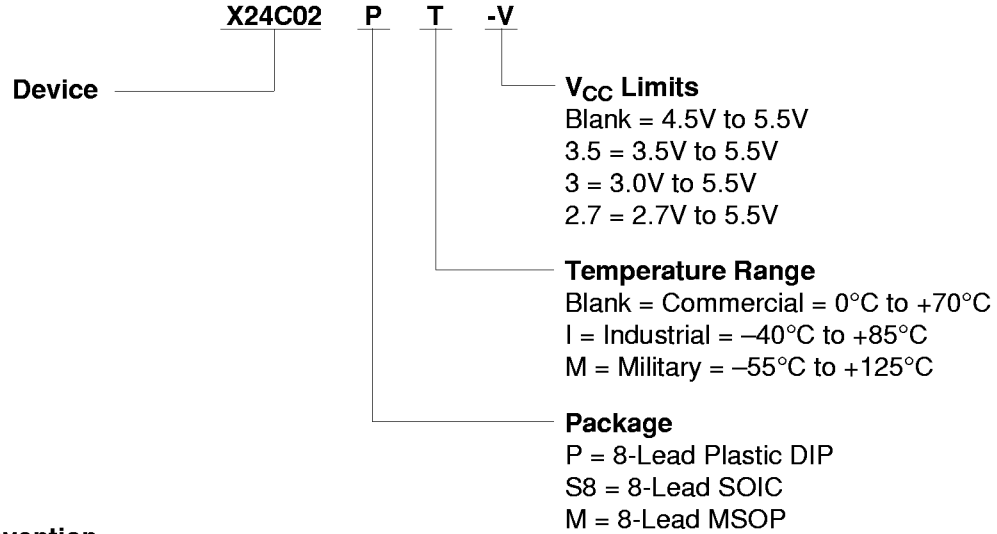 X24C02 P T -V
Device
VCC Limits
Blank = 4.5V to 5.5V
3.5 = 3.5V to 5.5V
3 = 3.0V to 5.5V
2.7 = 2.7V to 5.5V
Temperature Range
Blank = Commercial = 0°C to +70°C
I = Industrial = –40°C to +85°C
M = Military = –55°C to +125°C
Package
P = 8-Lead Plastic DIP
S8 = 8-Lead SOIC
M = 8-Lead MSOP